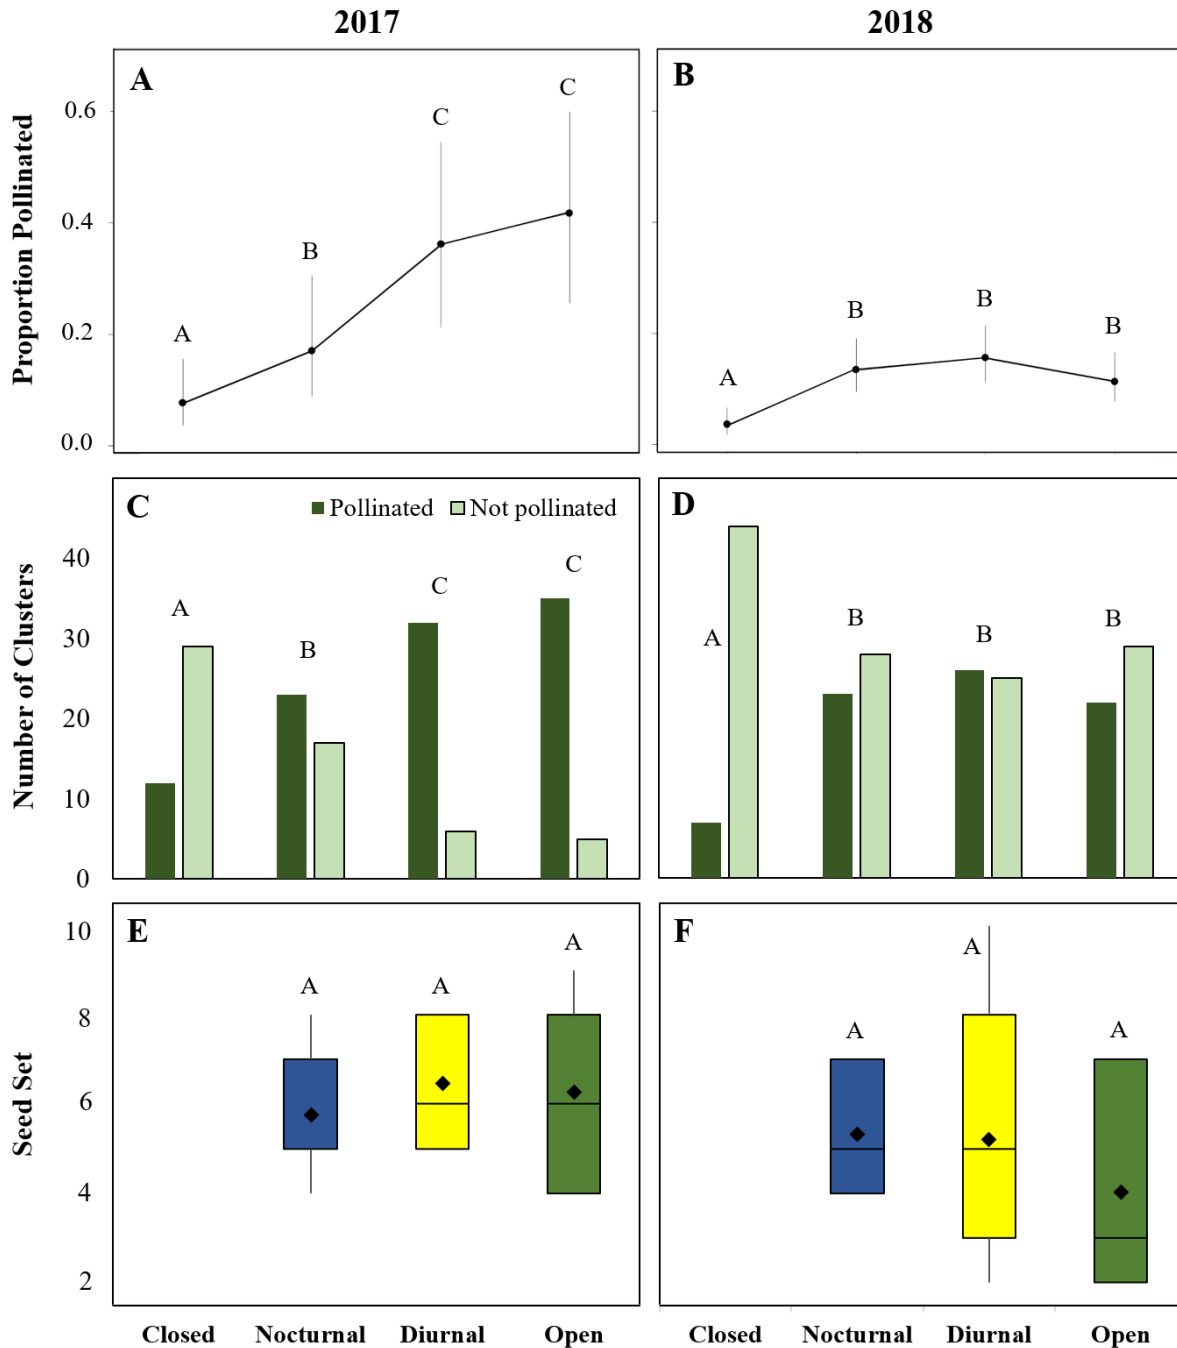 2017 2018
A B
Proportion Pollinated
0.6
0.4
0.2
0.0
A B C C
A B B B
C D
Pollinated Not pollinated
Number of Clusters
40
30
20
10
0
A B C C
A B B B
E F
Seed Set
10
8
6
4
2
A A A
A A A
Closed Nocturnal Diurnal Open
Closed Nocturnal Diurnal Open